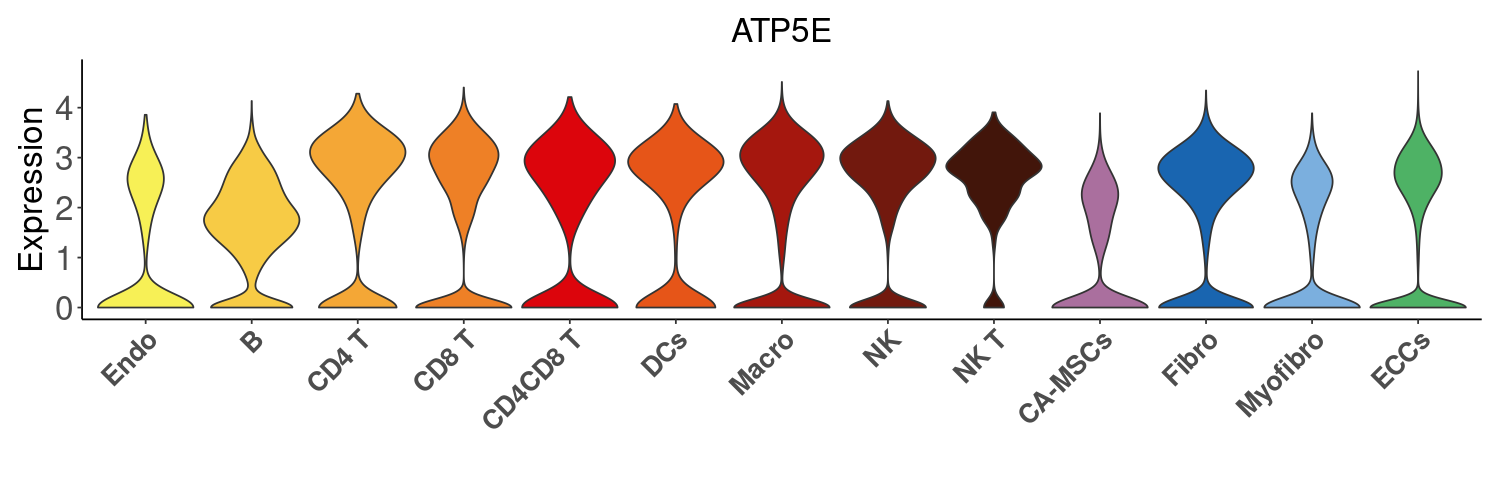 ATP5E
Expression
4
3
2
1
0
Endo
B
CD4 T
CD8 T
CD4CD8 T
DCs
Macro
NK
NK T
CA-MSCs
Fibro
Myofibro
ECCs